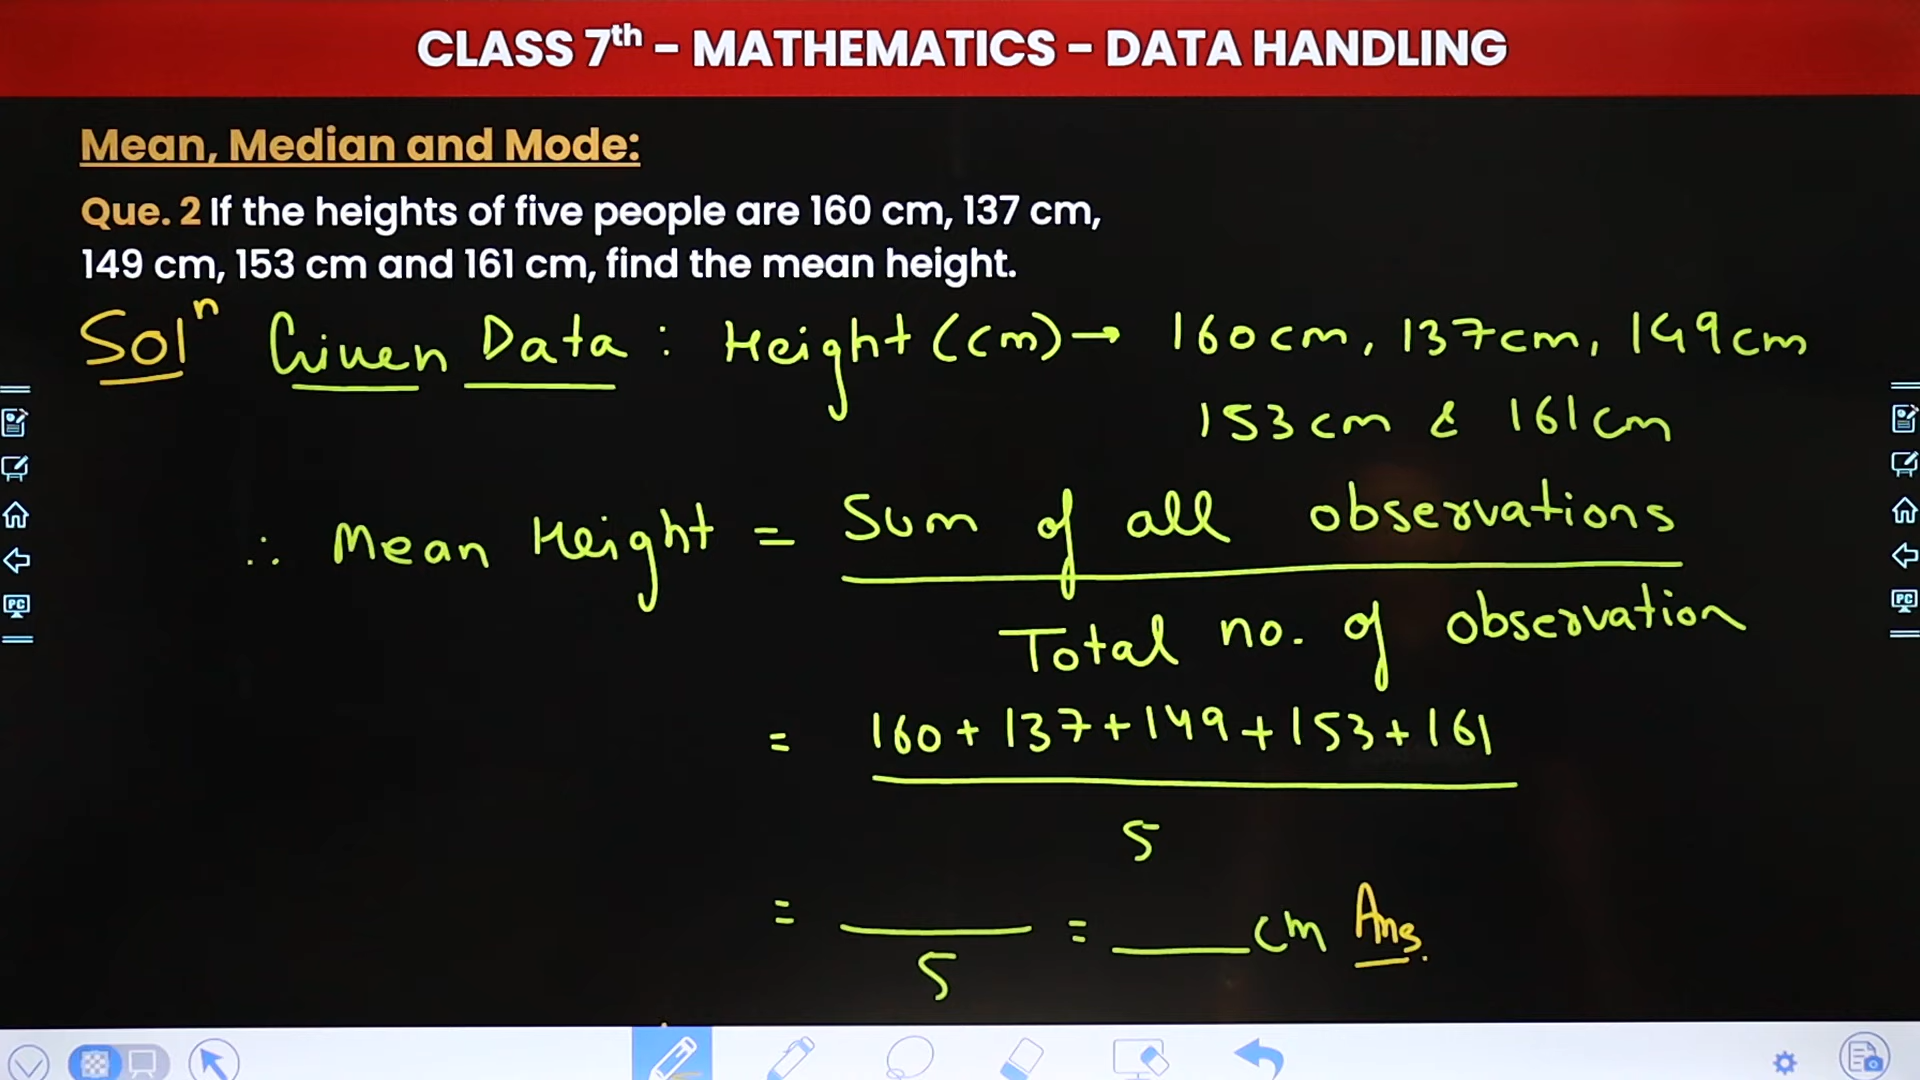 CLASS 7th - MATHEMATICS - DATA HANDLING
Mean, Median and Mode:
Que. 2 If the heights of five people are 160 cm, 137 cm,
149 cm, 153 cm and 161 cm, find the mean height.
Solⁿ Given Data : Height (cm) → 160cm, 137cm, 149cm
153cm & 161cm
∴ Mean Height = Sum of all observations
Total no. of observation
= 160 + 137 + 149 + 153 + 161
5
= ____ = ____ cm Ans.
5
PC
PC